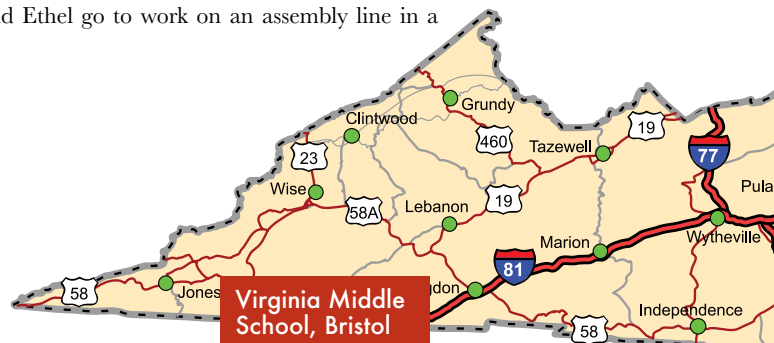 d Ethel go to work on an assembly line in a
Grundy
Clintwood
460
19
Tazewell
77
23
Wise
Pula
58A
Lebanon
19
Wytheville
Marion
81
58
Jones
gdon
Virginia Middle
School, Bristol
Independence
58